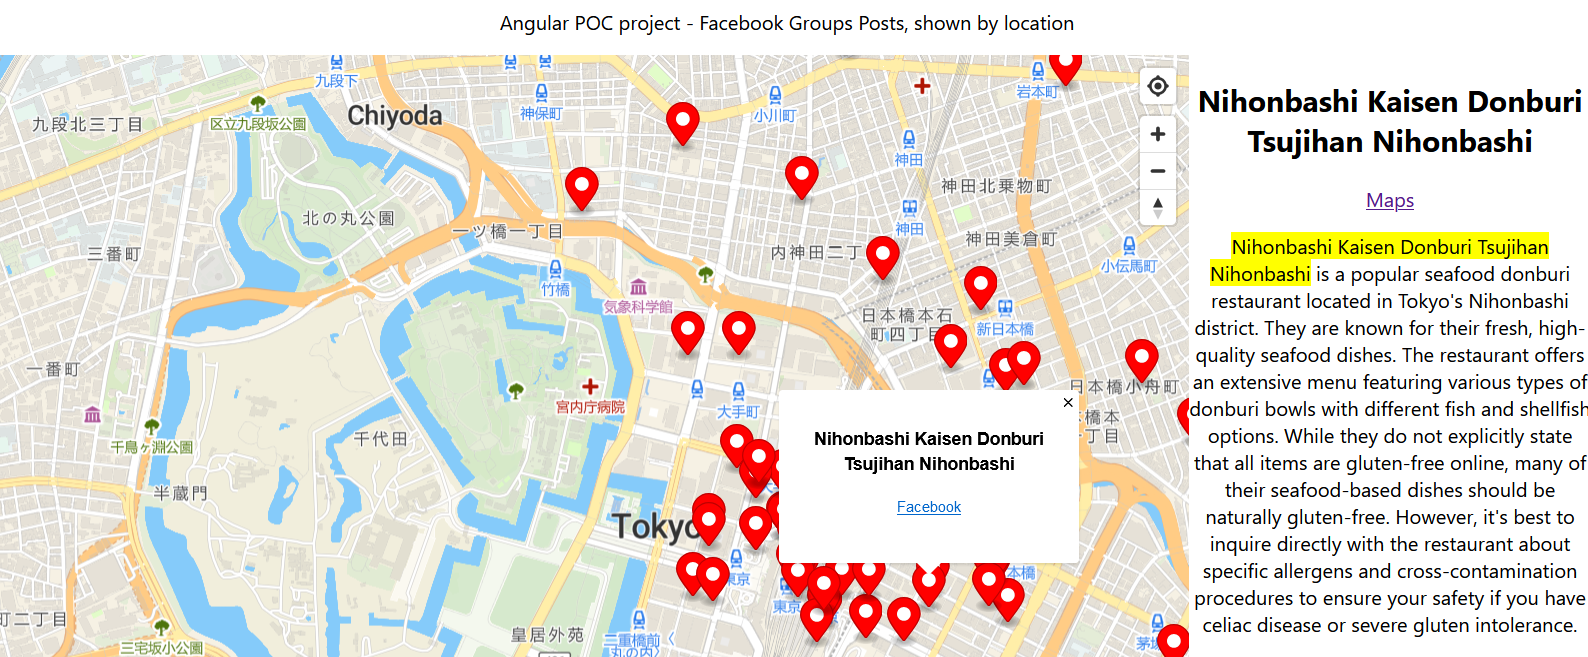 Angular POC project - Facebook Groups Posts, shown by location
九段下
神保町
小川町
岩本町
Chiyoda
九段北三丁目
区立九段坂公園
神田
神田北乗物町
北の丸公園
一ツ橋一丁目
神田
神田美倉町
三番町
内神田二丁
小伝馬町
竹橋
気象科学館
日本橋本石
町四丁目
新日本橋
一番町
日本橋小舟町
大手町
宮内庁病院
橋本
丁目
千鳥ヶ淵公園
千代田
半蔵門
Tokyo
東京
本橋
東京
町二丁目
皇居外苑
二重橋前〈
丸の内〉
三宅坂小公園
茅場
Nihonbashi Kaisen Donburi
Tsujihan Nihonbashi
Facebook
Nihonbashi Kaisen Donburi
Tsujihan Nihonbashi
Maps
Nihonbashi Kaisen Donburi Tsujihan
Nihonbashi is a popular seafood donburi
restaurant located in Tokyo's Nihonbashi
district. They are known for their fresh, high-
quality seafood dishes. The restaurant offers
an extensive menu featuring various types of
donburi bowls with different fish and shellfish
options. While they do not explicitly state
that all items are gluten-free online, many of
their seafood-based dishes should be
naturally gluten-free. However, it's best to
inquire directly with the restaurant about
specific allergens and cross-contamination
procedures to ensure your safety if you have
celiac disease or severe gluten intolerance.